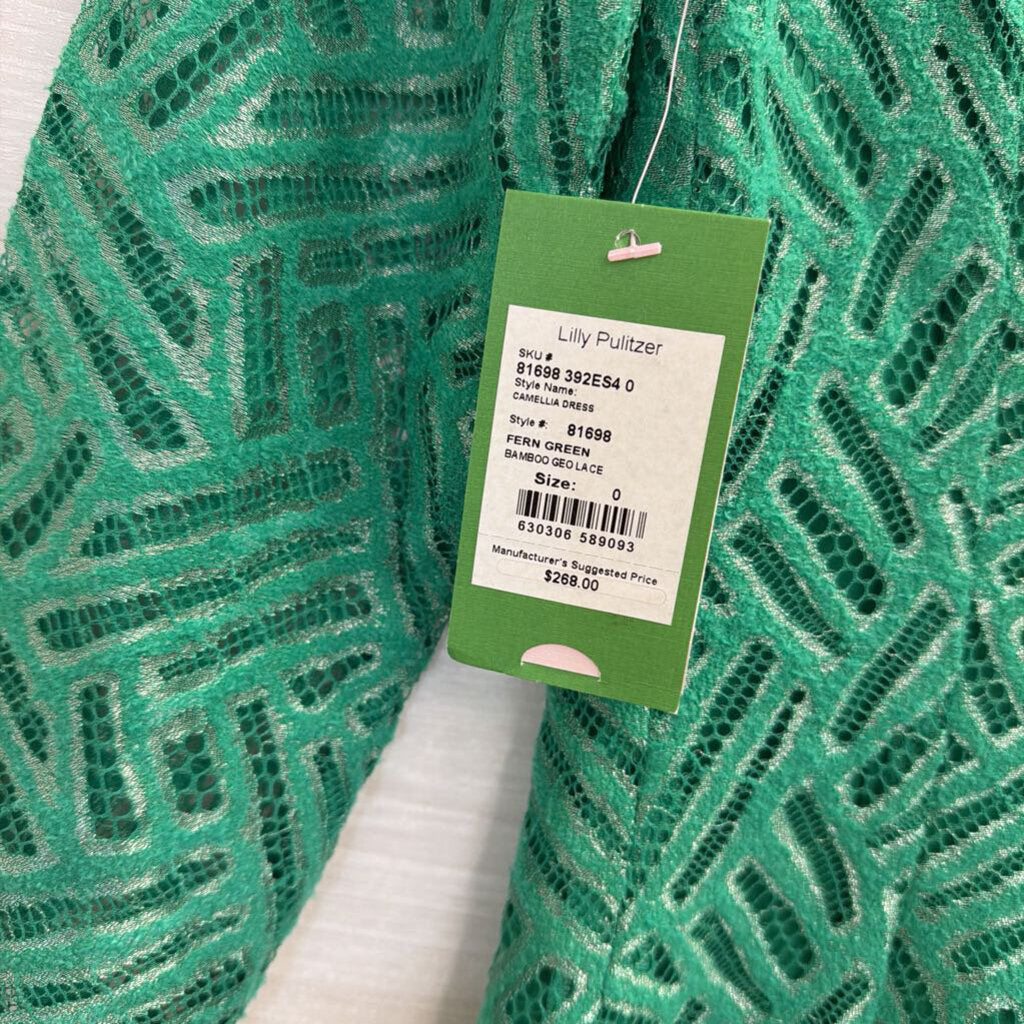 Lilly Pulitzer
SKU #
81698 392ES4 0
Style Name:
CAMELLIA DRESS
Style #: 81698
FERN GREEN
BAMBOO GEO LACE
Size: 0
630306 589093
Manufacturer's Suggested Price
$268.00